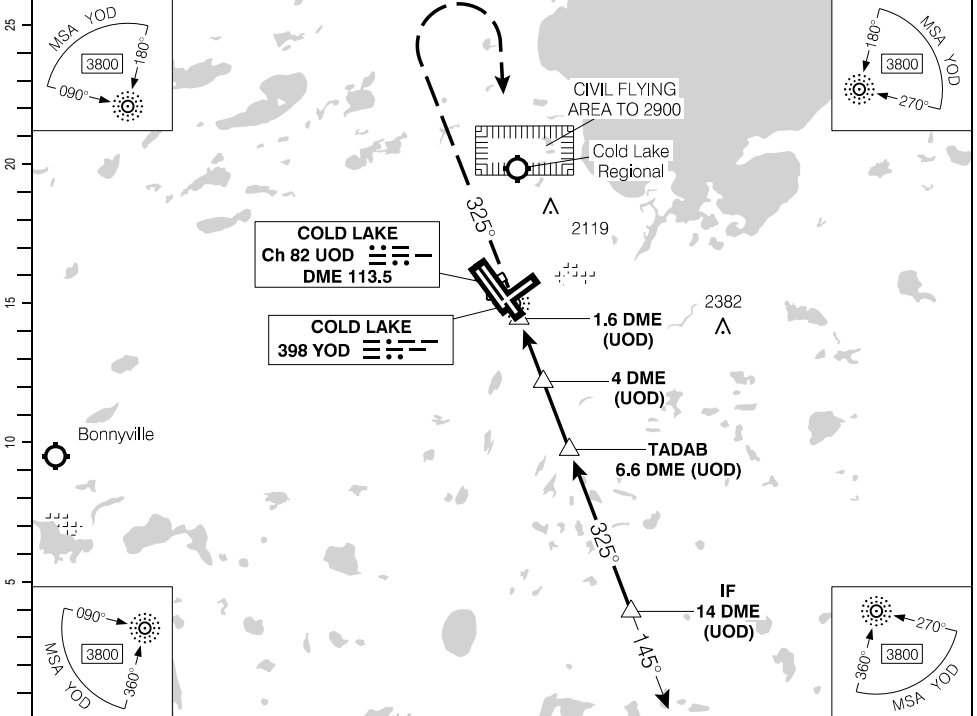 25
MSA YOD
3800
180°
090°
MSA YOD
3800
180°
270°
CIVIL FLYING
AREA TO 2900
20
Cold Lake
Regional
325°
2119
COLD LAKE
Ch 82 UOD
DME 113.5
15
2382
1.6 DME
(UOD)
COLD LAKE
398 YOD
4 DME
(UOD)
Bonnyville
10
TADAB
6.6 DME (UOD)
325°
5
IF
14 DME
(UOD)
145°
090°
3800
360°
MSA YOD
270°
3800
360°
MSA YOD